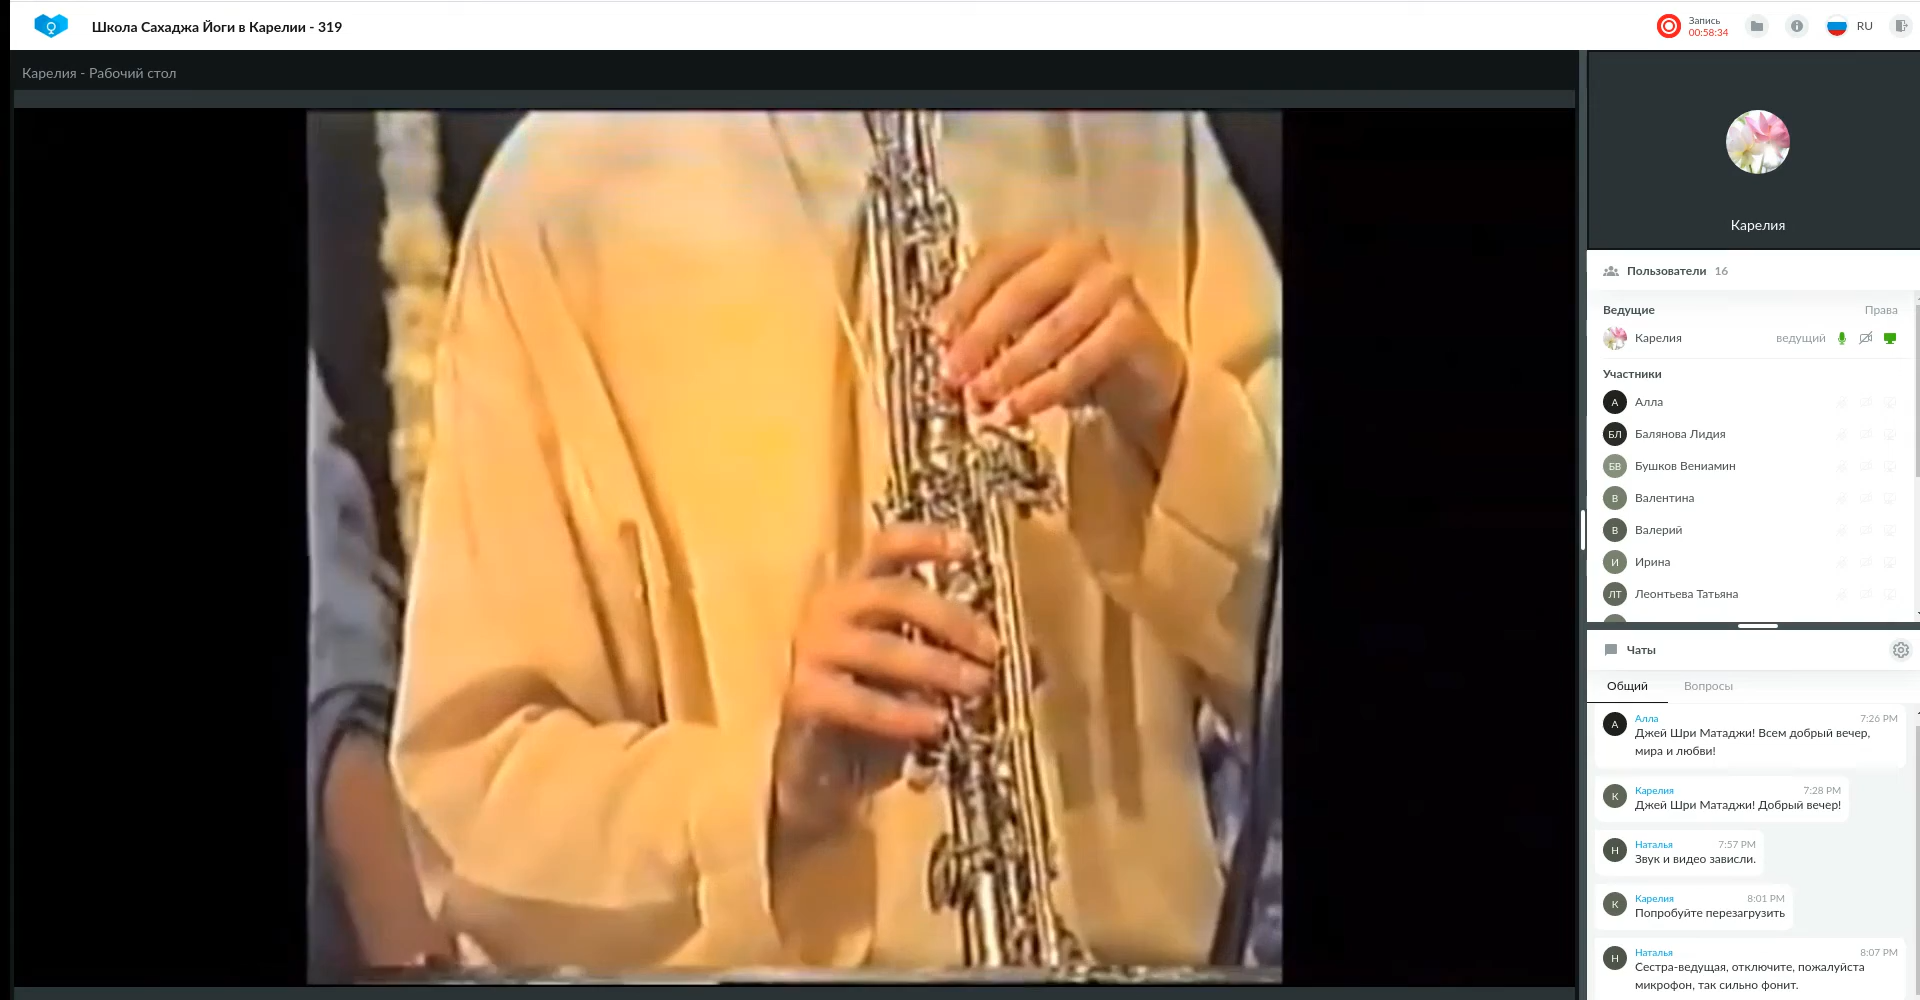 Школа Сахаджа Йоги в Карелии - 319
Запись
00:58:34
RU
Карелия - Рабочий стол
Карелия
Пользователи 16
Ведущие Права
Карелия ведущий
Участники
А Алла
БЛ Балянова Лидия
БВ Бушков Вениамин
В Валентина
В Валерий
И Ирина
ЛТ Леонтьева Татьяна
Чаты
Общий Вопросы
А Алла 7:26 PM
Джей Шри Матаджи! Всем добрый вечер,
мира и любви!
К Карелия 7:28 PM
Джей Шри Матаджи! Добрый вечер!
Н Наталья 7:57 PM
Звук и видео зависли.
К Карелия 8:01 PM
Попробуйте перезагрузить
Н Наталья 8:07 PM
Сестра-ведущая, отключите, пожалуйста
микрофон, так сильно фонит.